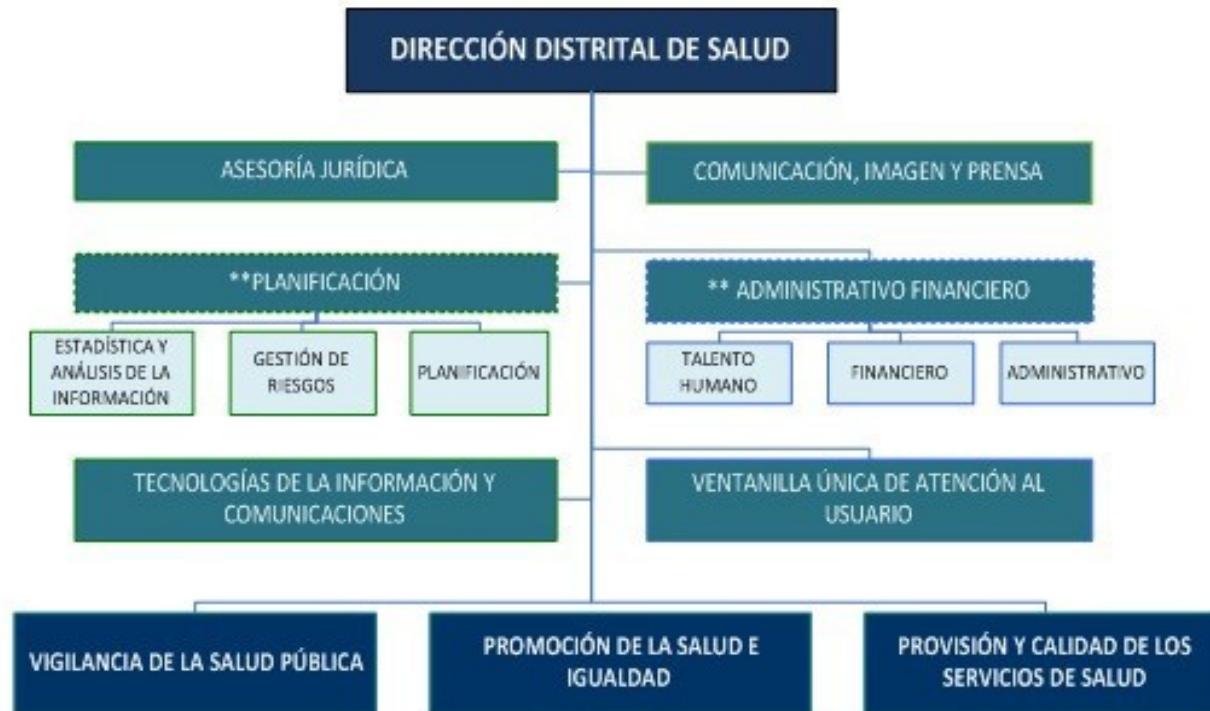 DIRECCIÓN DISTRITAL DE SALUD
ASESORÍA JURÍDICA
COMUNICACIÓN, IMAGEN Y PRENSA
**PLANIFICACIÓN
** ADMINISTRATIVO FINANCIERO
ESTADÍSTICA Y
ANÁLISIS DE LA
INFORMACIÓN
GESTIÓN DE
RIESGOS
PLANIFICACIÓN
TALENTO
HUMANO
FINANCIERO
ADMINISTRATIVO
TECNOLOGÍAS DE LA INFORMACIÓN Y
COMUNICACIONES
VENTANILLA ÚNICA DE ATENCIÓN AL
USUARIO
VIGILANCIA DE LA SALUD PÚBLICA
PROMOCIÓN DE LA SALUD E
IGUALDAD
PROVISIÓN Y CALIDAD DE LOS
SERVICIOS DE SALUD